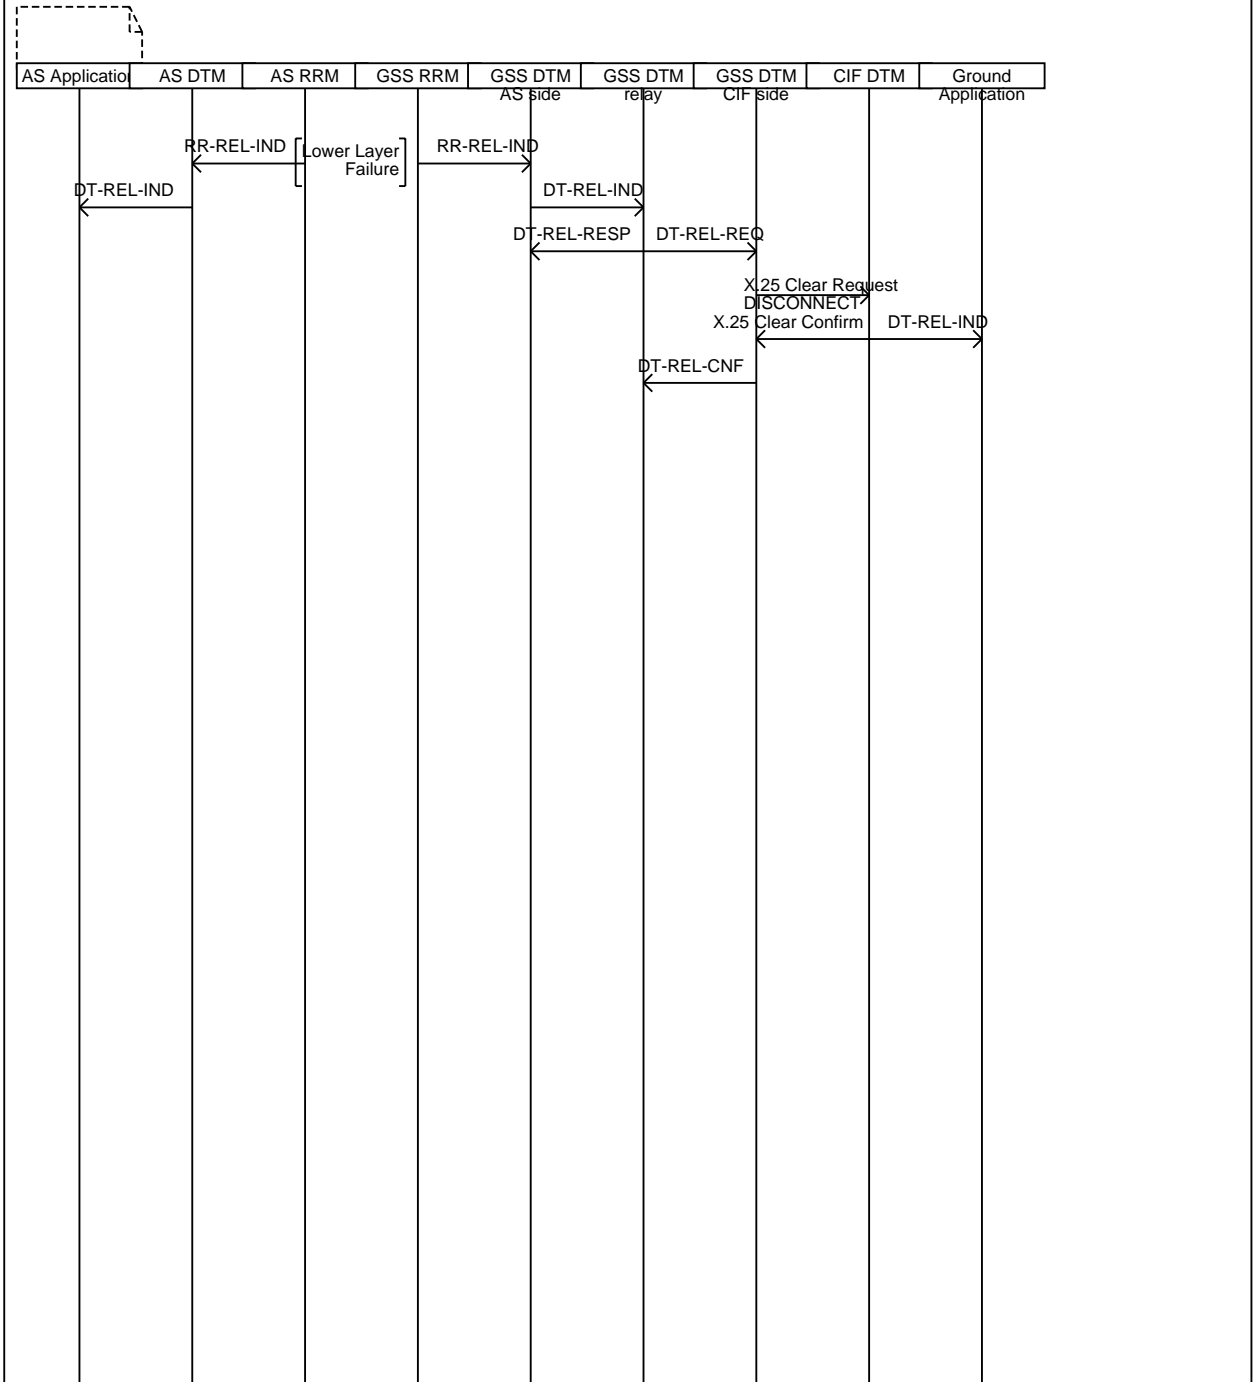 AS Application
AS DTM
AS RRM
GSS RRM
GSS DTM
AS side
GSS DTM
relay
GSS DTM
CIF side
CIF DTM
Ground
Application
RR-REL-IND
Lower Layer
Failure
RR-REL-IND
DT-REL-IND
DT-REL-IND
DT-REL-RESP
DT-REL-REQ
X.25 Clear Request
DISCONNECT
X.25 Clear Confirm
DT-REL-IND
DT-REL-CNF